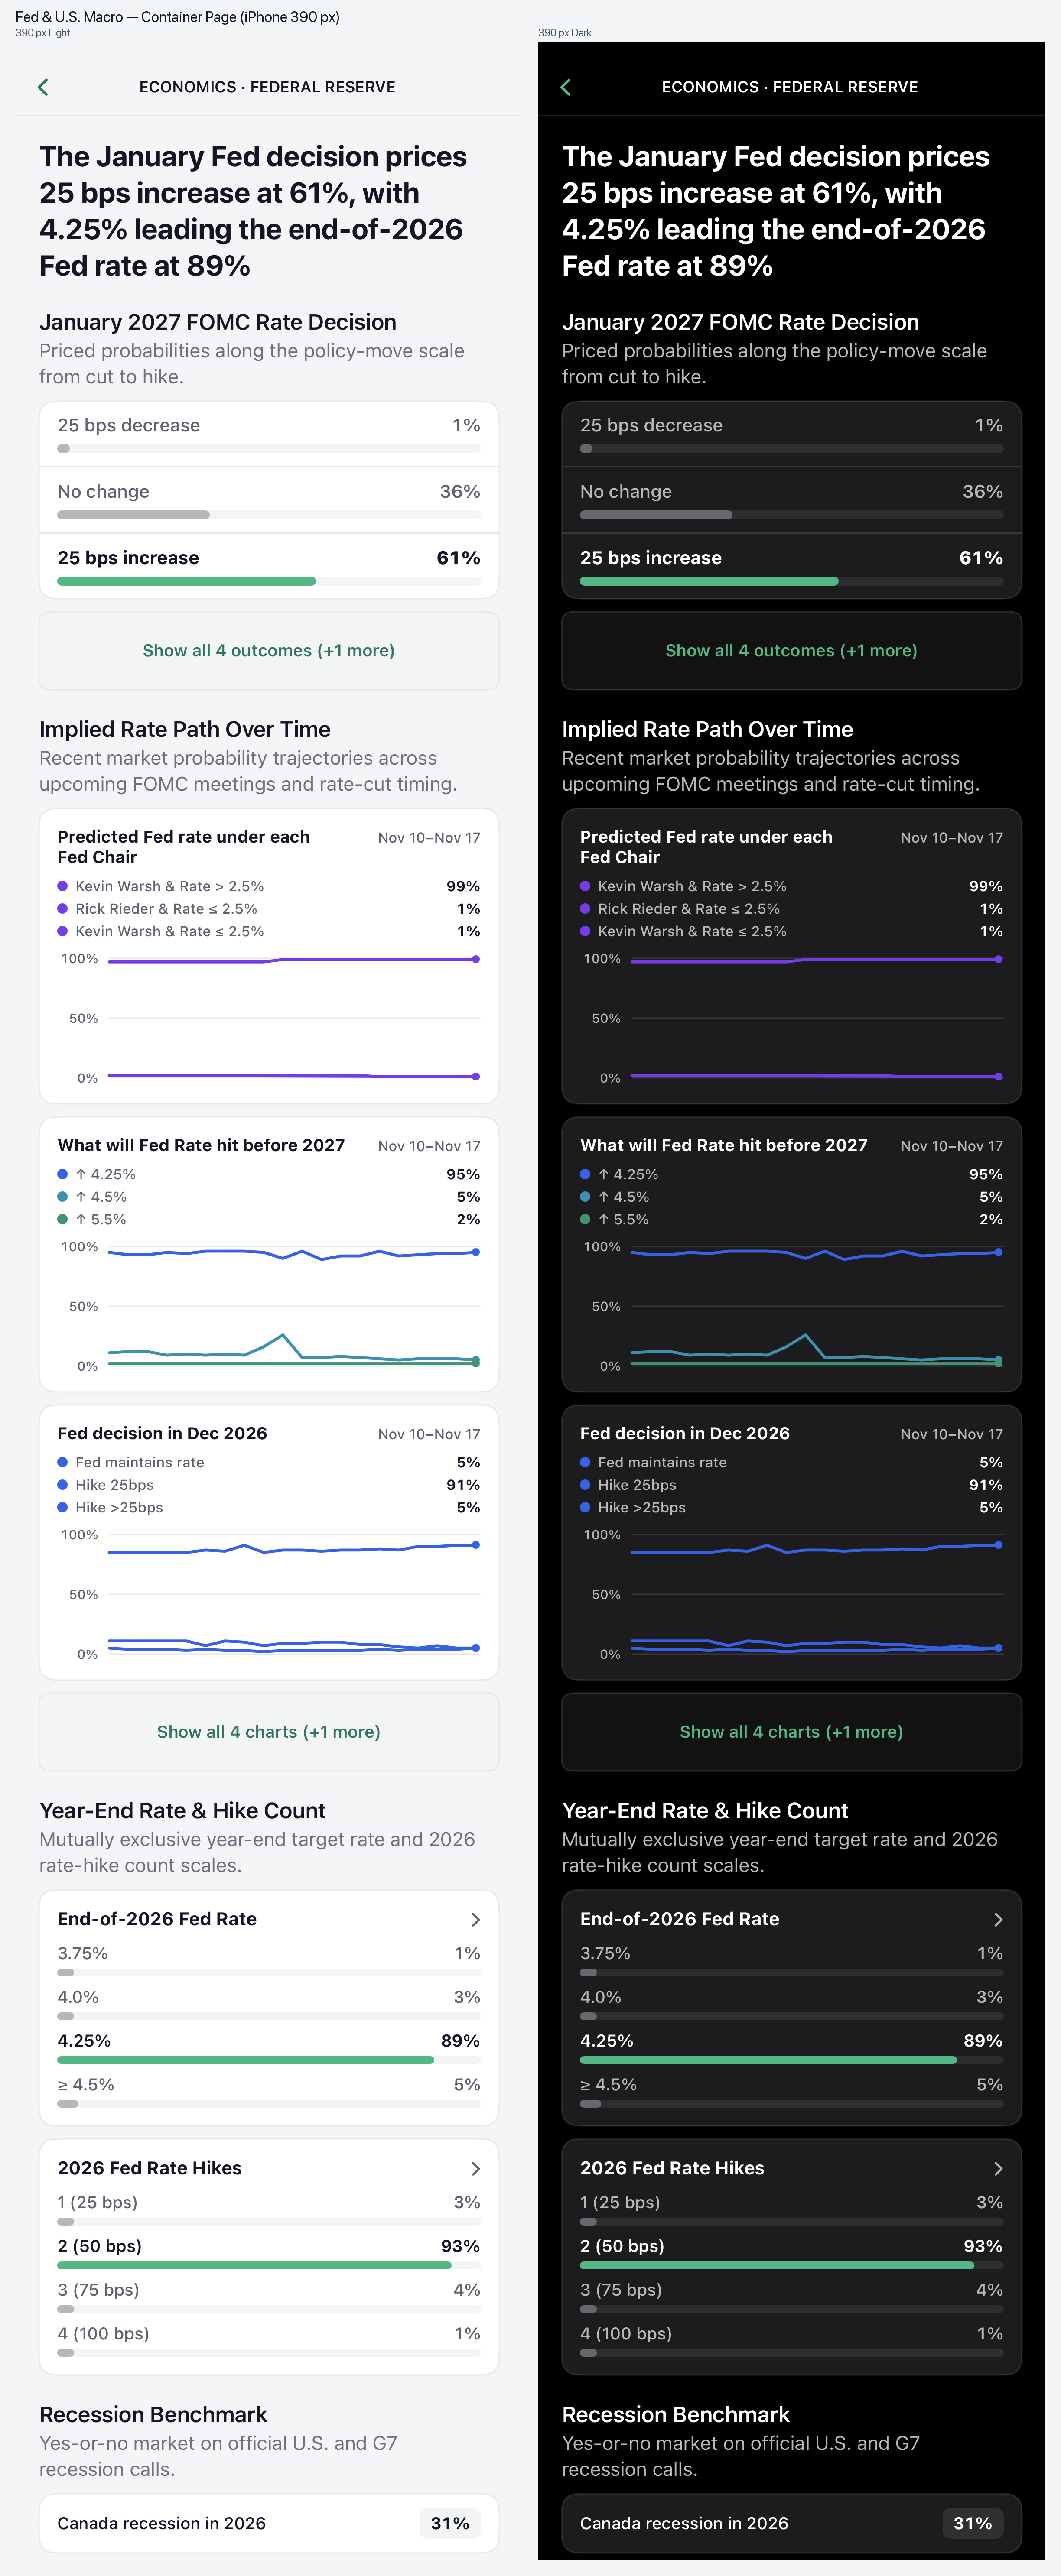 Fed & U.S. Macro — Container Page (iPhone 390 px)
390 px Light
ECONOMICS · FEDERAL RESERVE
The January Fed decision prices
25 bps increase at 61%, with
4.25% leading the end-of-2026
Fed rate at 89%
January 2027 FOMC Rate Decision
Priced probabilities along the policy-move scale
from cut to hike.
25 bps decrease 1%
No change 36%
25 bps increase 61%
Show all 4 outcomes (+1 more)
Implied Rate Path Over Time
Recent market probability trajectories across
upcoming FOMC meetings and rate-cut timing.
Predicted Fed rate under each Nov 10–Nov 17
Fed Chair
Kevin Warsh & Rate > 2.5% 99%
Rick Rieder & Rate ≤ 2.5% 1%
Kevin Warsh & Rate ≤ 2.5% 1%
100%
50%
0%
What will Fed Rate hit before 2027 Nov 10–Nov 17
↑ 4.25% 95%
↑ 4.5% 5%
↑ 5.5% 2%
100%
50%
0%
Fed decision in Dec 2026 Nov 10–Nov 17
Fed maintains rate 5%
Hike 25bps 91%
Hike >25bps 5%
100%
50%
0%
Show all 4 charts (+1 more)
Year-End Rate & Hike Count
Mutually exclusive year-end target rate and 2026
rate-hike count scales.
End-of-2026 Fed Rate
3.75% 1%
4.0% 3%
4.25% 89%
≥ 4.5% 5%
2026 Fed Rate Hikes
1 (25 bps) 3%
2 (50 bps) 93%
3 (75 bps) 4%
4 (100 bps) 1%
Recession Benchmark
Yes-or-no market on official U.S. and G7
recession calls.
Canada recession in 2026 31%
390 px Dark
ECONOMICS · FEDERAL RESERVE
The January Fed decision prices
25 bps increase at 61%, with
4.25% leading the end-of-2026
Fed rate at 89%
January 2027 FOMC Rate Decision
Priced probabilities along the policy-move scale
from cut to hike.
25 bps decrease 1%
No change 36%
25 bps increase 61%
Show all 4 outcomes (+1 more)
Implied Rate Path Over Time
Recent market probability trajectories across
upcoming FOMC meetings and rate-cut timing.
Predicted Fed rate under each Nov 10–Nov 17
Fed Chair
Kevin Warsh & Rate > 2.5% 99%
Rick Rieder & Rate ≤ 2.5% 1%
Kevin Warsh & Rate ≤ 2.5% 1%
100%
50%
0%
What will Fed Rate hit before 2027 Nov 10–Nov 17
↑ 4.25% 95%
↑ 4.5% 5%
↑ 5.5% 2%
100%
50%
0%
Fed decision in Dec 2026 Nov 10–Nov 17
Fed maintains rate 5%
Hike 25bps 91%
Hike >25bps 5%
100%
50%
0%
Show all 4 charts (+1 more)
Year-End Rate & Hike Count
Mutually exclusive year-end target rate and 2026
rate-hike count scales.
End-of-2026 Fed Rate
3.75% 1%
4.0% 3%
4.25% 89%
≥ 4.5% 5%
2026 Fed Rate Hikes
1 (25 bps) 3%
2 (50 bps) 93%
3 (75 bps) 4%
4 (100 bps) 1%
Recession Benchmark
Yes-or-no market on official U.S. and G7
recession calls.
Canada recession in 2026 31%